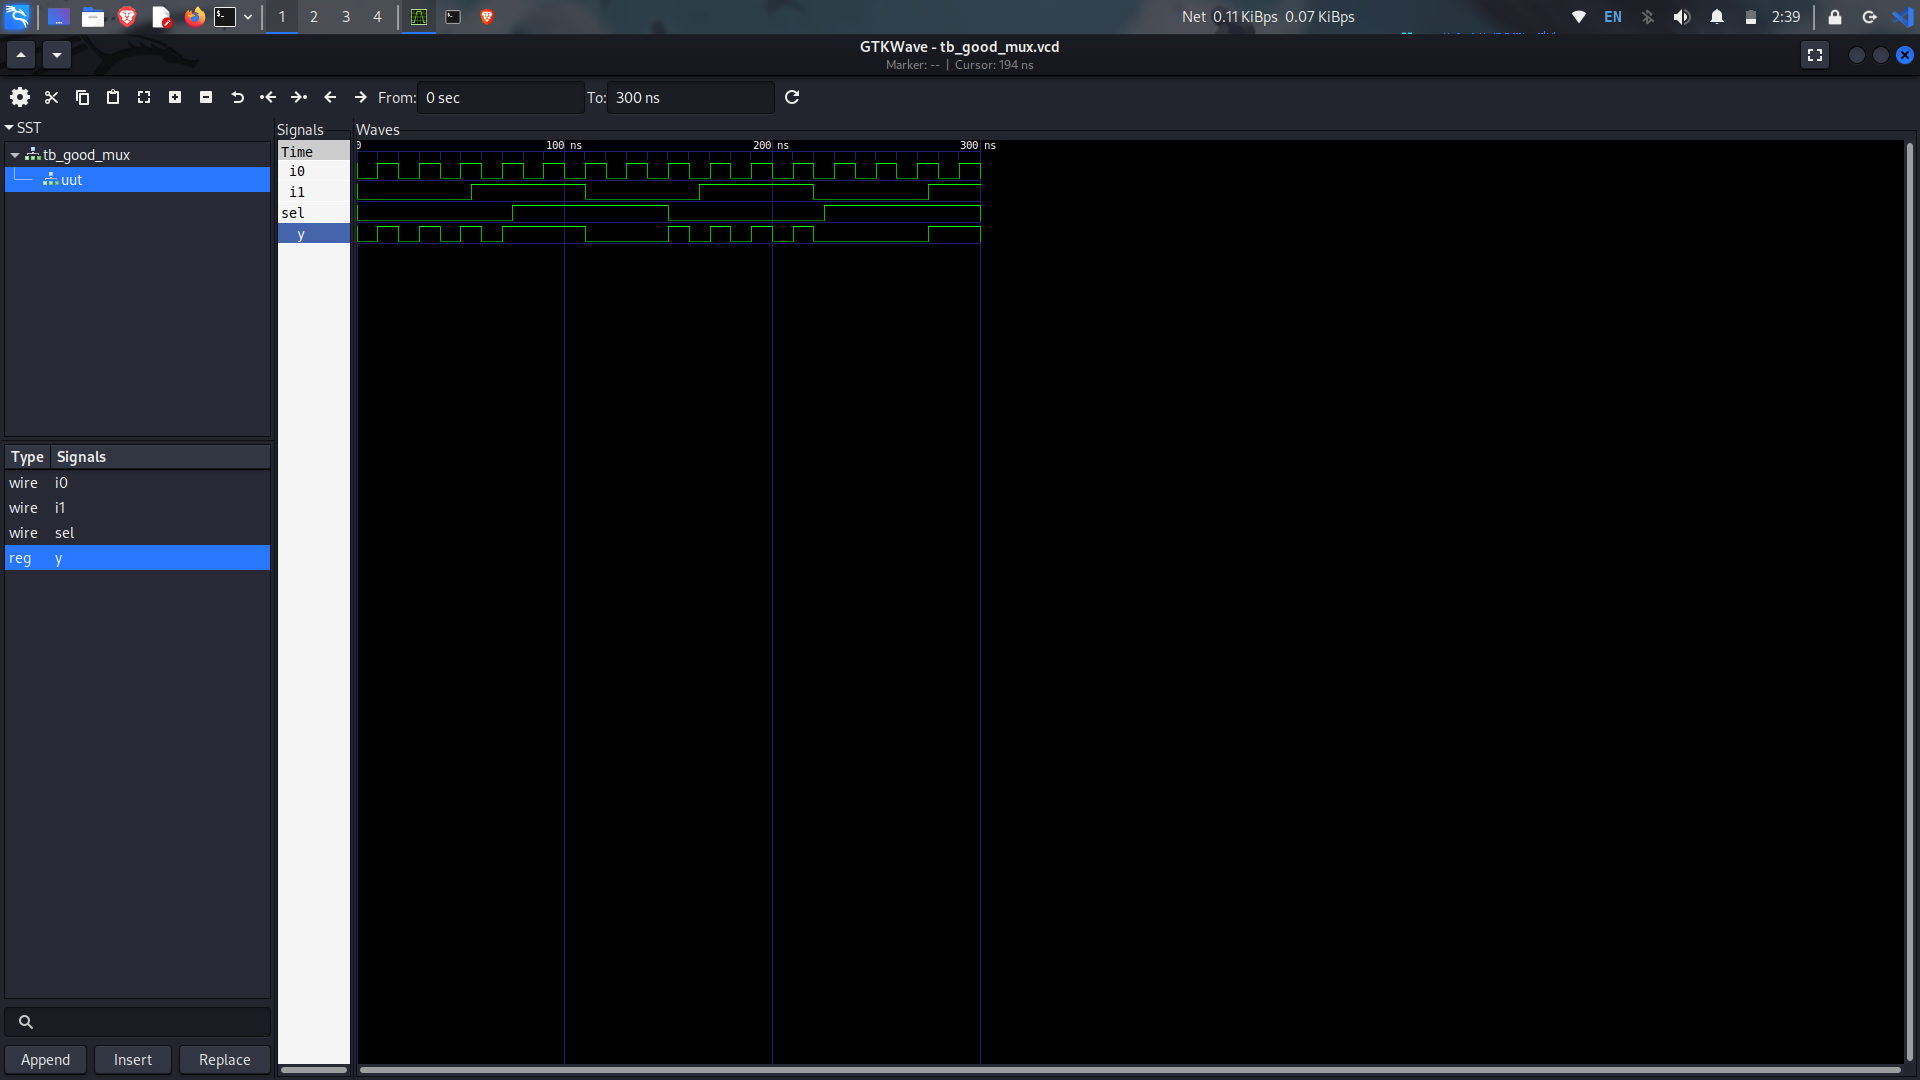 1 2 3 4 Net 0.11 KiBps 0.07 KiBps EN 2:39
GTKWave - tb_good_mux.vcd
Marker: -- | Cursor: 194 ns
From: 0 sec To: 300 ns
SST
tb_good_mux
uut
Type Signals
wire i0
wire i1
wire sel
reg y
Append Insert Replace
Signals
Time
i0
i1
sel
y
Waves
0 100 ns 200 ns 300 ns